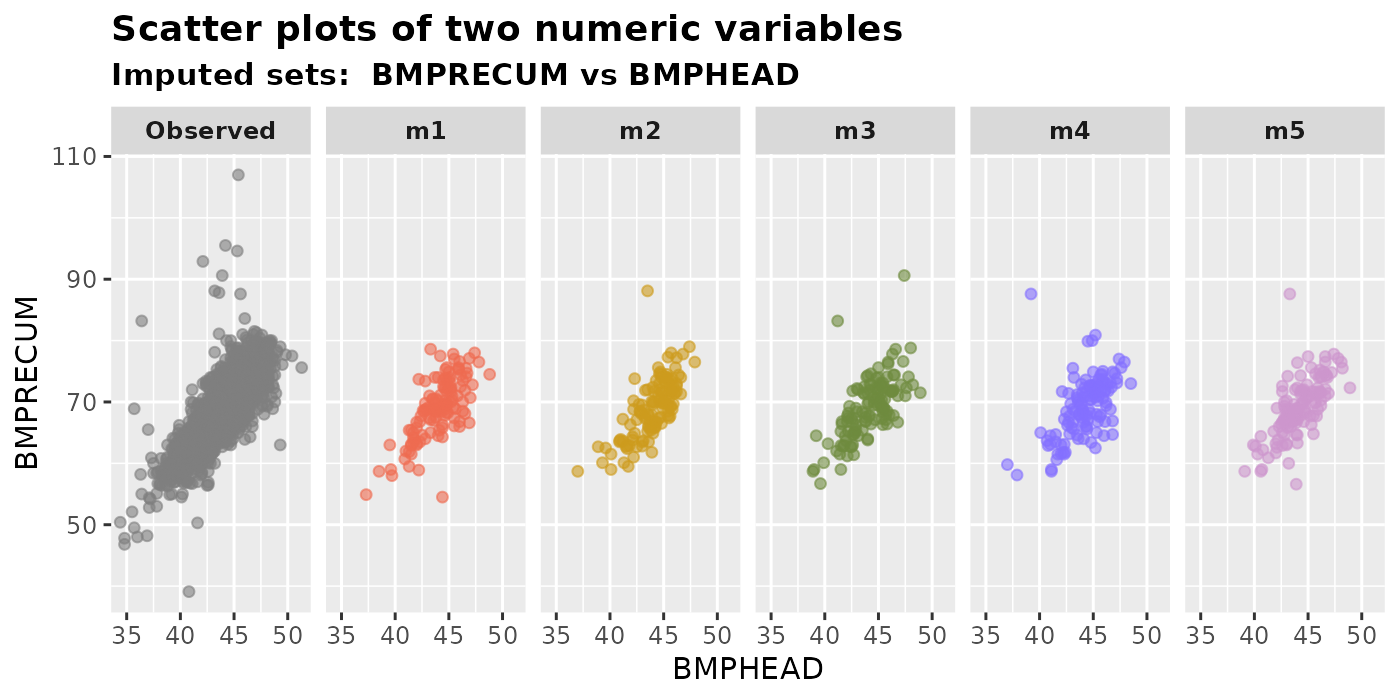 Scatter plots of two numeric variables
Imputed sets:  BMPRECUM vs BMPHEAD
Observed m1 m2 m3 m4 m5
110
90
70
50
BMPRECUM
35 40 45 50 35 40 45 50 35 40 45 50 35 40 45 50 35 40 45 50 35 40 45 50
BMPHEAD